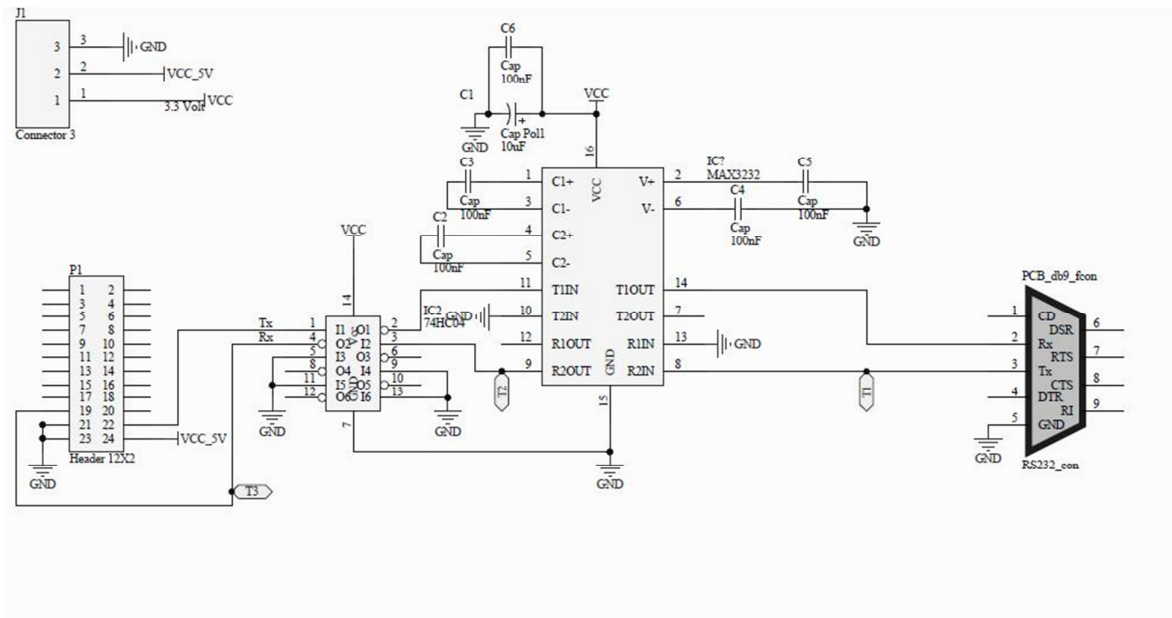 J1
3 3 GND
2 2 VCC_5V
1 1 3.3 Volt VCC
Connector 3
C6
Cap
100nF
C1
VCC
GND
Cap Pol1
10uF
+
16
C3
Cap
100nF
C2
Cap
100nF
IC?
MAX3232
C5
Cap
100nF
C4
Cap
100nF
GND
VCC
1 C1+ V+ 2
3 C1- V- 6
4 C2+
5 C2-
11 T1IN T1OUT 14
10 T2IN T2OUT 7
12 R1OUT R1IN 13 GND
9 R2OUT R2IN 8
GND
15
GND
VCC
14
IC2
74HC04
GND
Tx 1 I1 O1 2
Rx 4 O2 I2 3
5 I3 O3 6
8 O4 I4 9
11 I5 O5 10
12 O6 I6 13
GND
7
GND
GND
T2
T1
T3
P1
1 2
3 4
5 6
7 8
9 10
11 12
13 14
15 16
17 18
19 20
21 22
23 24 VCC_5V
Header 12X2
GND
PCB_db9_fcon
1 CD
DSR 6
2 Rx
RTS 7
3 Tx
CTS 8
4 DTR
RI 9
5 GND
GND
RS232_con